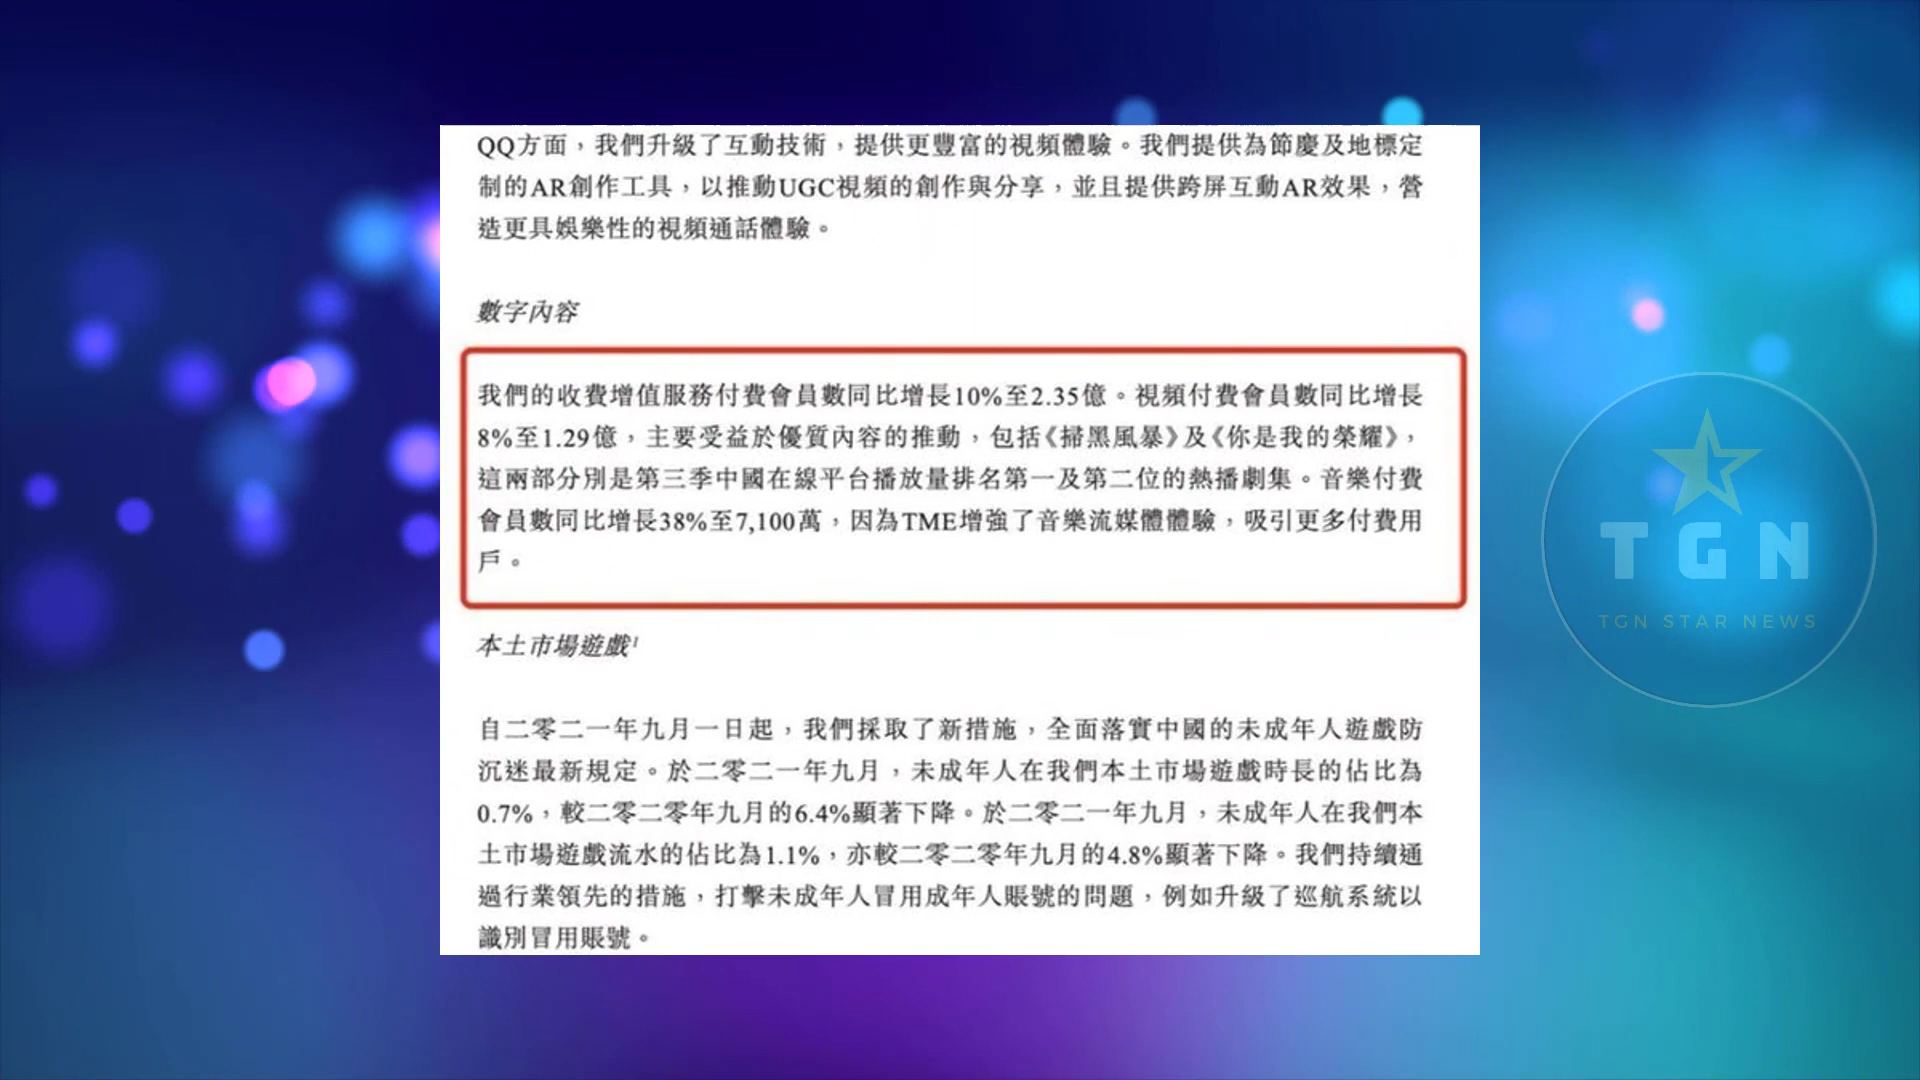 QQ方面，我們升級了互動技術，提供更豐富的視頻體驗。我們提供為節慶及地標定
制的AR創作工具，以推動UGC視頻的創作與分享，並且提供跨屏互動AR效果，營
造更具娛樂性的視頻通話體驗。
數字內容
我們的收費增值服務付費會員數同比增長10%至2.35億。視頻付費會員數同比增長
8%至1.29億，主要受益於優質內容的推動，包括《掃黑風暴》及《你是我的榮耀》，
這兩部分別是第三季中國在線平台播放量排名第一及第二位的熱播劇集。音樂付費
會員數同比增長38%至7,100萬，因為TME增強了音樂流媒體體驗，吸引更多付費用
戶。
本土市場遊戲¹
自二零二一年九月一日起，我們採取了新措施，全面落實中國的未成年人遊戲防
沉迷最新規定。於二零二一年九月，未成年人在我們本土市場遊戲時長的佔比為
0.7%，較二零二零年九月的6.4%顯著下降。於二零二一年九月，未成年人在我們本
土市場遊戲流水的佔比為1.1%，亦較二零二零年九月的4.8%顯著下降。我們持續通
過行業領先的措施，打擊未成年人冒用成年人賬號的問題，例如升級了巡航系統以
識別冒用賬號。
TGN
TGN STAR NEWS